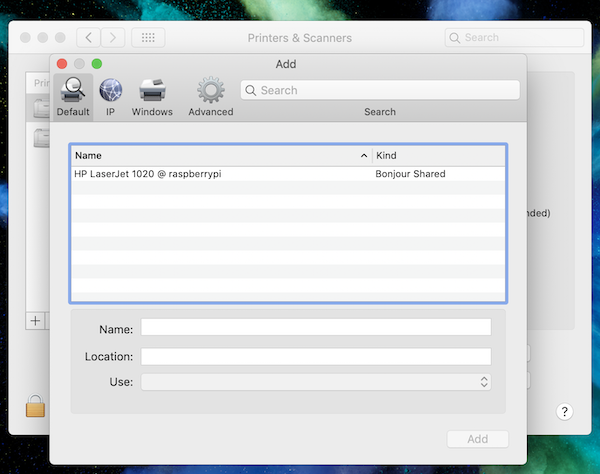 Printers & Scanners
Search
Prin
Add
Default
IP
Windows
Advanced
Search
Search
Name
Kind
HP LaserJet 1020 @ raspberrypi
Bonjour Shared
nded)
+
Name:
Location:
Use:
?
Add